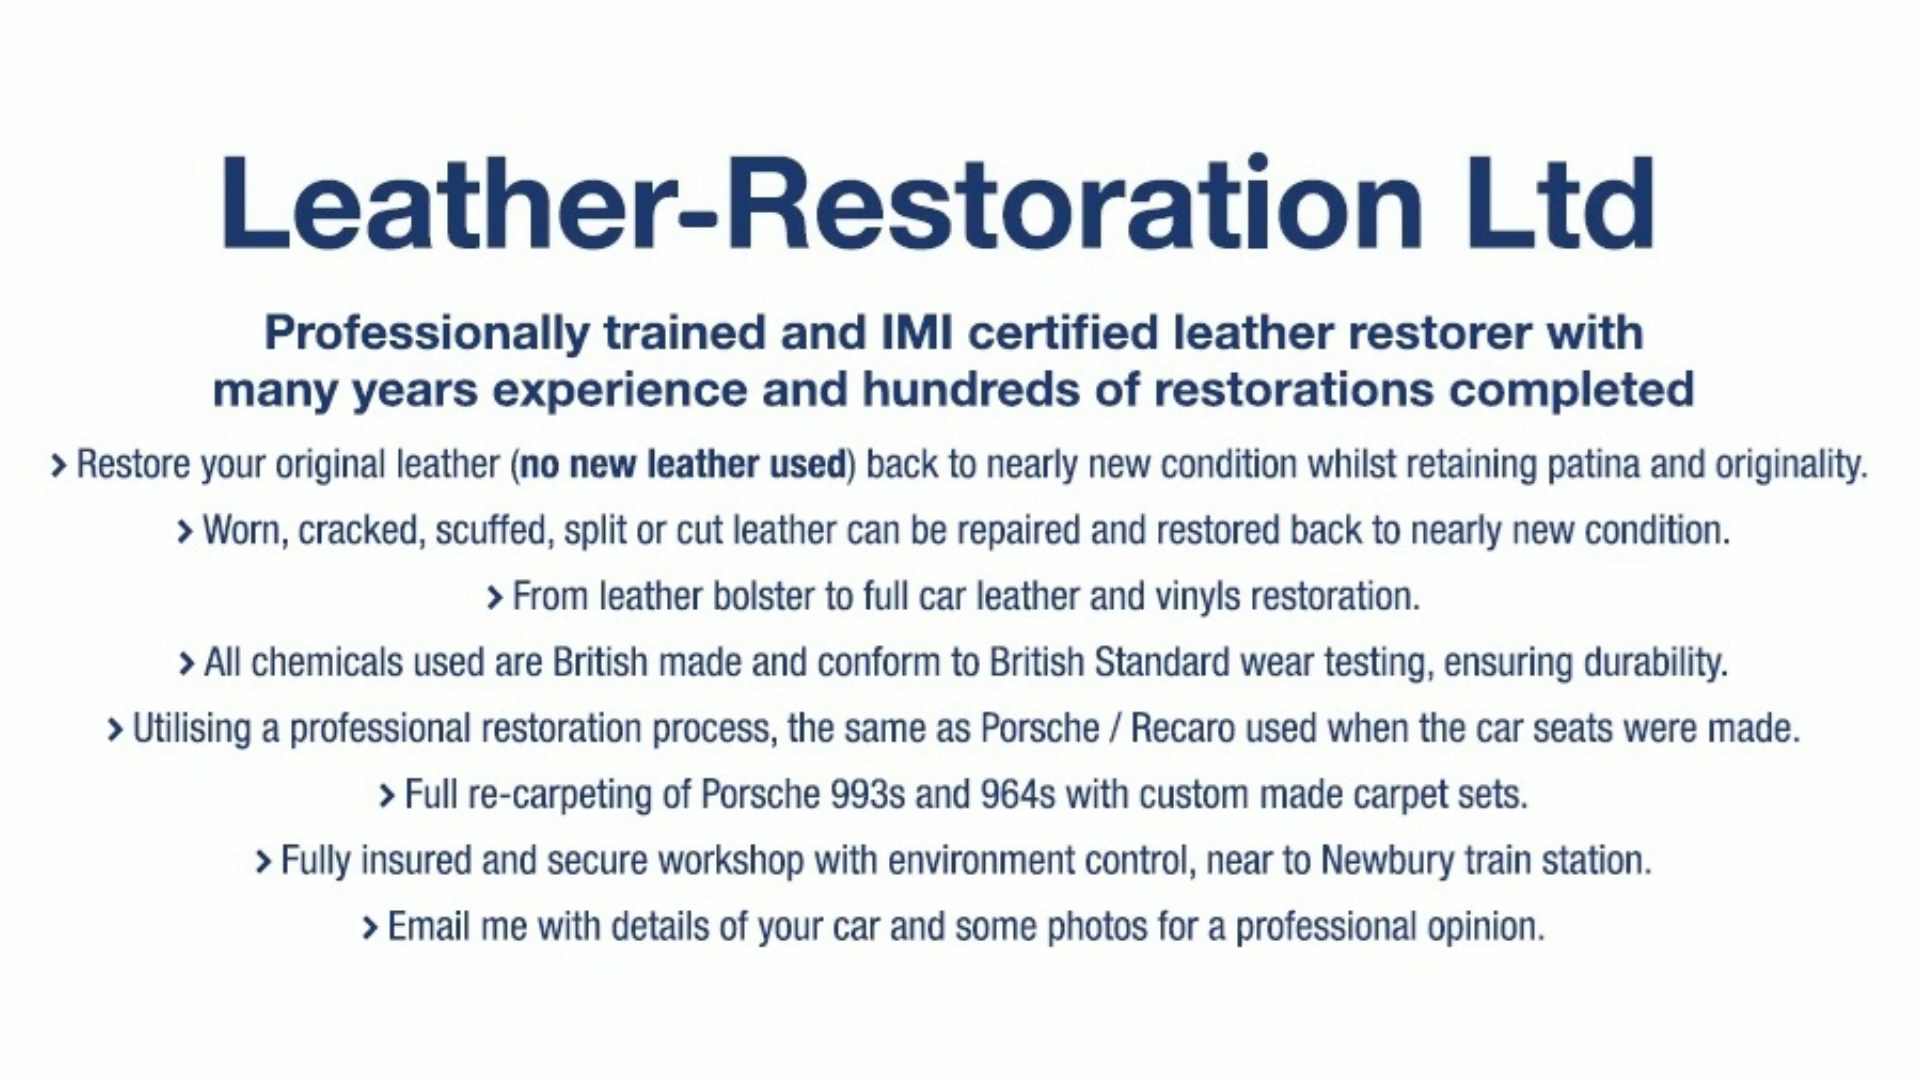 Leather-Restoration Ltd
Professionally trained and IMI certified leather restorer with
many years experience and hundreds of restorations completed
› Restore your original leather (no new leather used) back to nearly new condition whilst retaining patina and originality.
› Worn, cracked, scuffed, split or cut leather can be repaired and restored back to nearly new condition.
› From leather bolster to full car leather and vinyls restoration.
› All chemicals used are British made and conform to British Standard wear testing, ensuring durability.
› Utilising a professional restoration process, the same as Porsche / Recaro used when the car seats were made.
› Full re-carpeting of Porsche 993s and 964s with custom made carpet sets.
› Fully insured and secure workshop with environment control, near to Newbury train station.
› Email me with details of your car and some photos for a professional opinion.